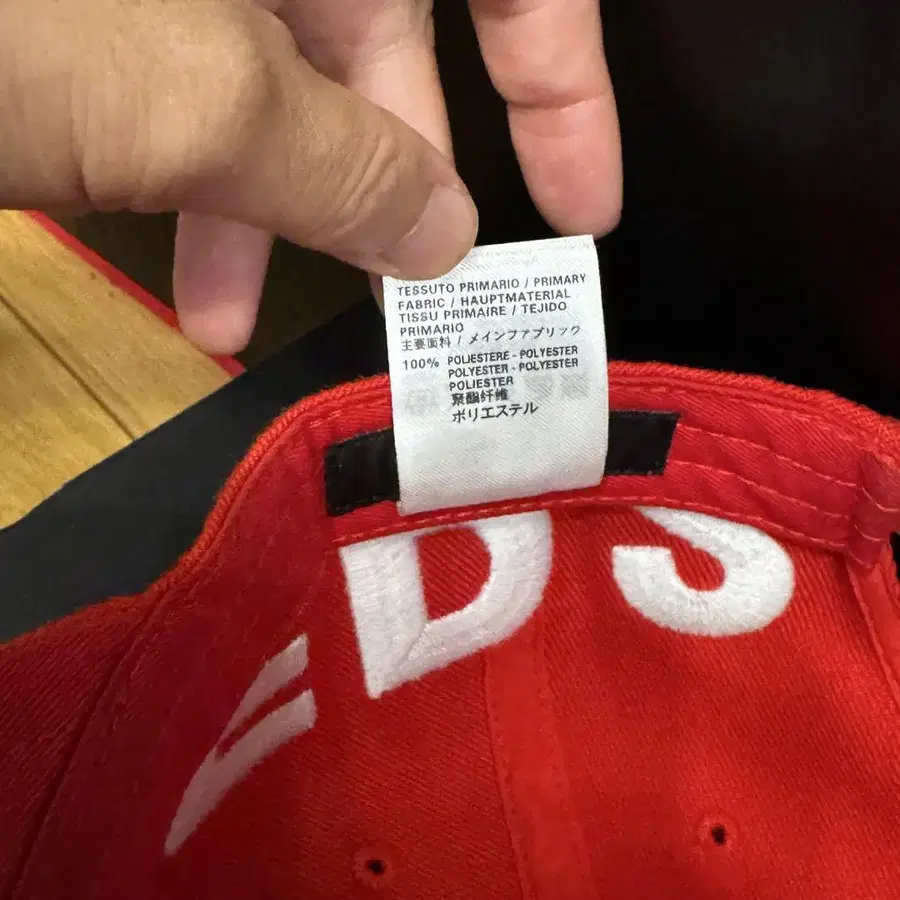 TESSUTO PRIMARIO / PRIMARY
FABRIC / HAUPTMATERIAL
TISSU PRIMAIRE / TEJIDO
PRIMARIO
主要面料 / メインファブリック
100% POLIESTERE - POLYESTER
POLYESTER - POLYESTER
POLIESTER
聚酯纤维
ポリエステル
DS